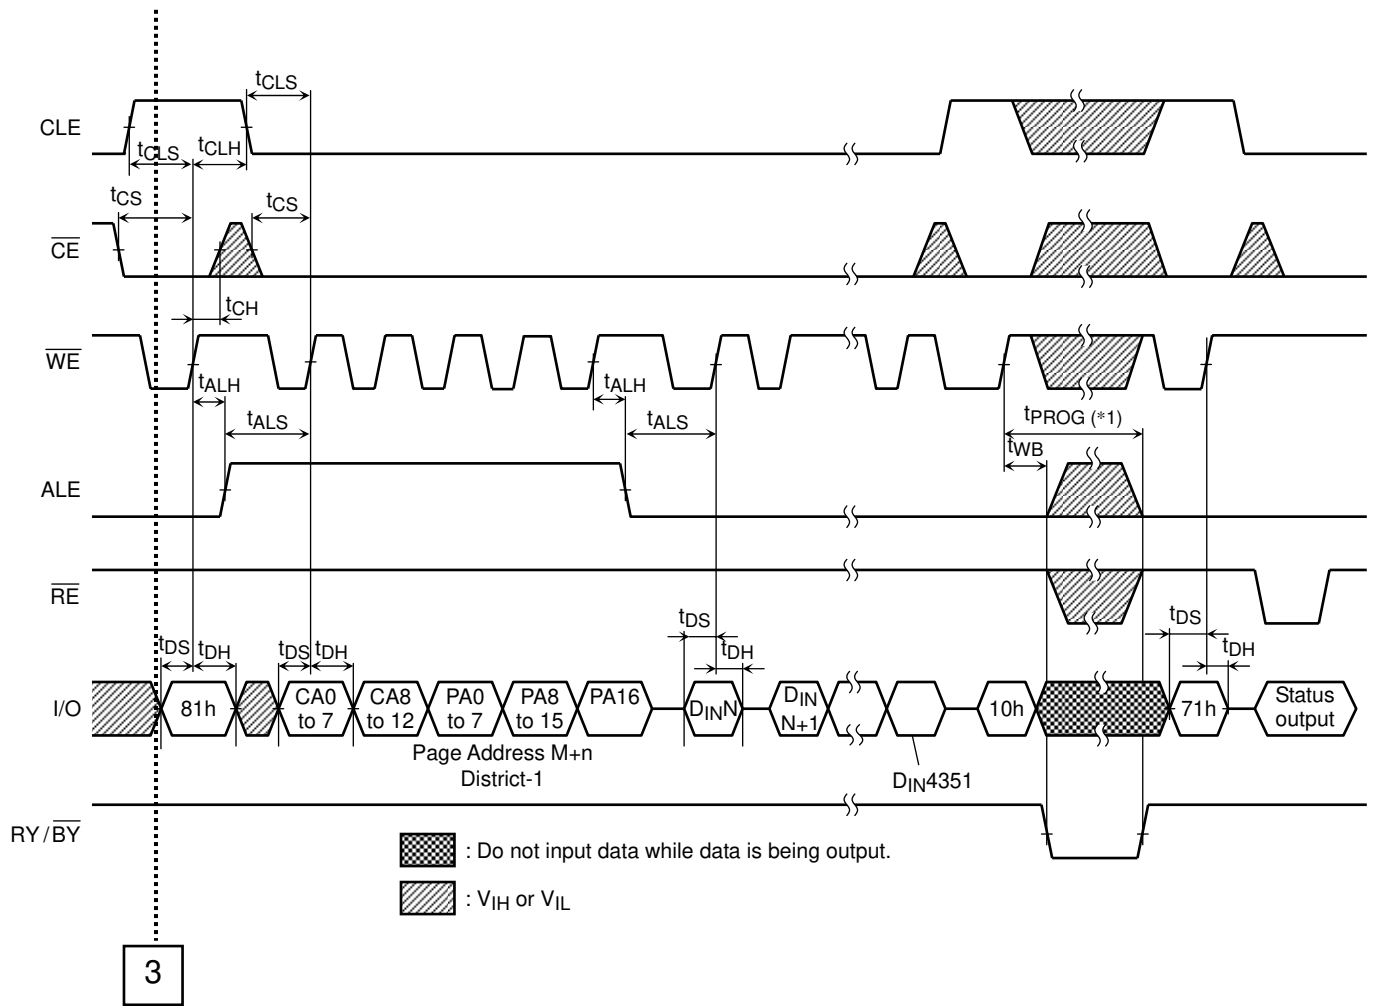 tCLS
CLE
tCLS tCLH
tCS tCS
CE
tCH
WE
tALH tALH
tALS tALS tPROG (*1)
tWB
ALE
RE
tDS tDH tDS tDH tDS tDH tDS tDH
I/O 81h CA0 to 7 CA8 to 12 PA0 to 7 PA8 to 15 PA16 DINN DIN N+1 10h 71h Status output
Page Address M+n
District-1
DIN4351
RY/BY
: Do not input data while data is being output.
: VIH or VIL
3